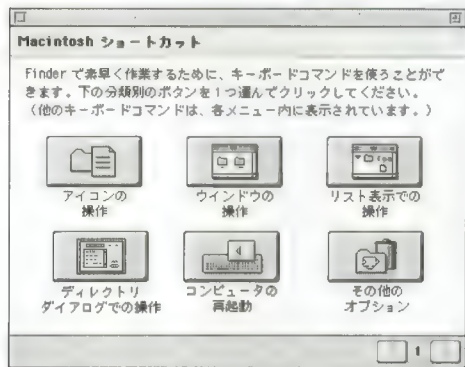 Macintosh ショートカット
Finder で素早く作業するために、キーボードコマンドを使うことがで
きます。下の分類別のボタンを1つ選んでクリックしてください。
（他のキーボードコマンドは、各メニュー内に表示されています。）
アイコンの
操作
ウインドウの
操作
リスト表示での
操作
ディレクトリ
ダイアログでの操作
コンピュータの
再起動
その他の
オプション
1